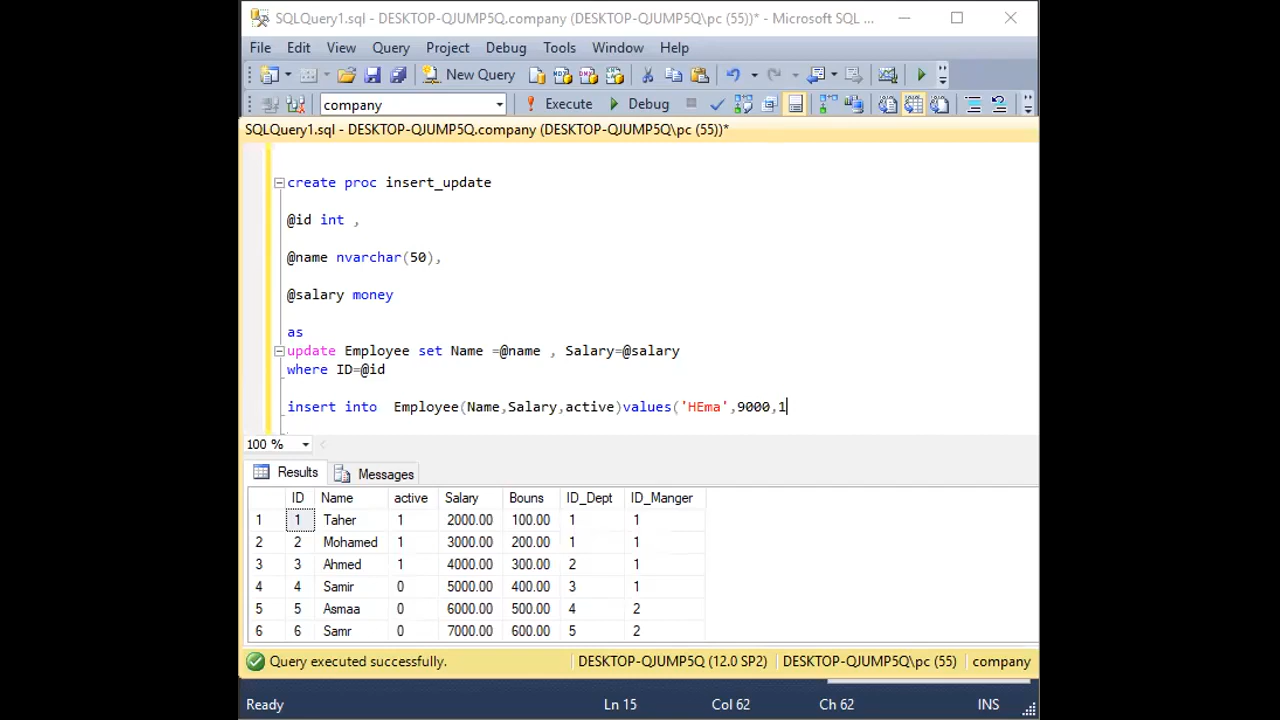 SQLQuery1.sql - DESKTOP-QJUMP5Q.company (DESKTOP-QJUMP5Q\pc (55))* - Microsoft SQL ...
File Edit View Query Project Debug Tools Window Help
New Query
company Execute Debug
SQLQuery1.sql - DESKTOP-QJUMP5Q.company (DESKTOP-QJUMP5Q\pc (55))*
create proc insert_update
@id int ,
@name nvarchar(50),
@salary money
as
update Employee set Name =@name , Salary=@salary
where ID=@id
insert into  Employee(Name,Salary,active)values('HEma',9000,1
100 %
Results Messages
ID Name active Salary Bouns ID_Dept ID_Manger
1 1 Taher 1 2000.00 100.00 1 1
2 2 Mohamed 1 3000.00 200.00 1 1
3 3 Ahmed 1 4000.00 300.00 2 1
4 4 Samir 0 5000.00 400.00 3 1
5 5 Asmaa 0 6000.00 500.00 4 2
6 6 Samr 0 7000.00 600.00 5 2
Query executed successfully. DESKTOP-QJUMP5Q (12.0 SP2) DESKTOP-QJUMP5Q\pc (55) company
Ready Ln 15 Col 62 Ch 62 INS